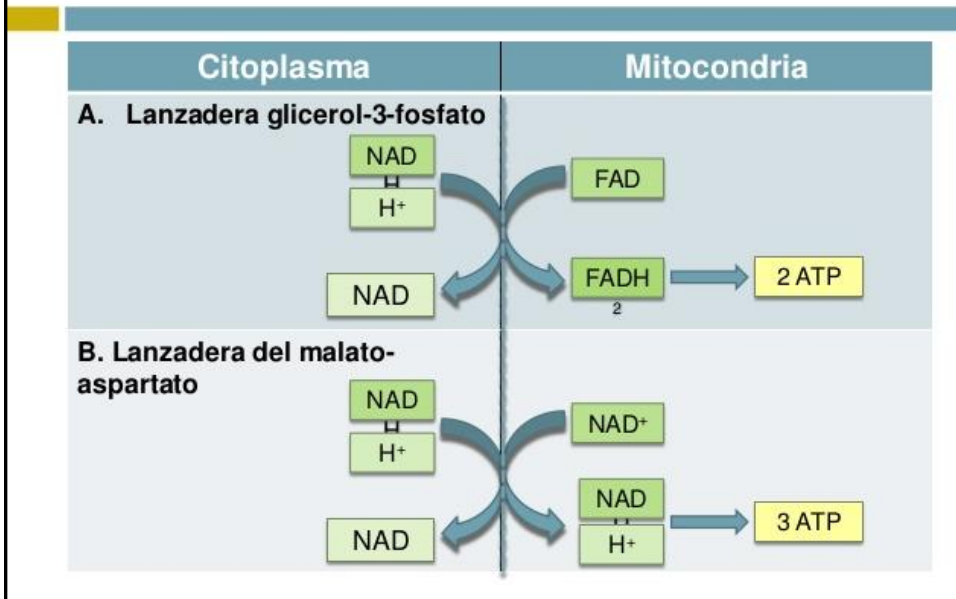 Citoplasma
Mitocondria
A. Lanzadera glicerol-3-fosfato
NAD
H
H⁺
FAD
NAD
FADH
2
2 ATP
B. Lanzadera del malato-
aspartato
NAD
H
H⁺
NAD⁺
NAD
NAD
H
H⁺
3 ATP